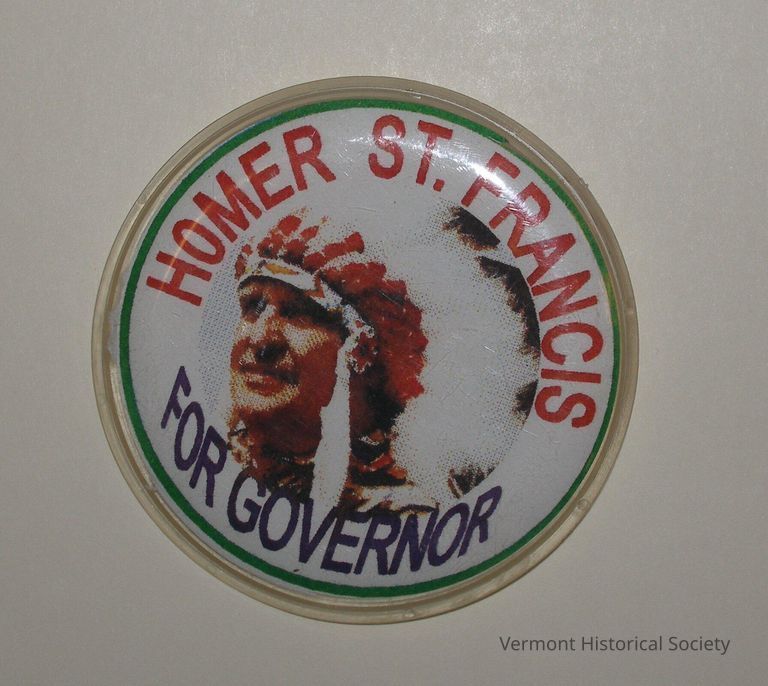 HOMER ST. FRANCIS
FOR GOVERNOR
Vermont Historical Society